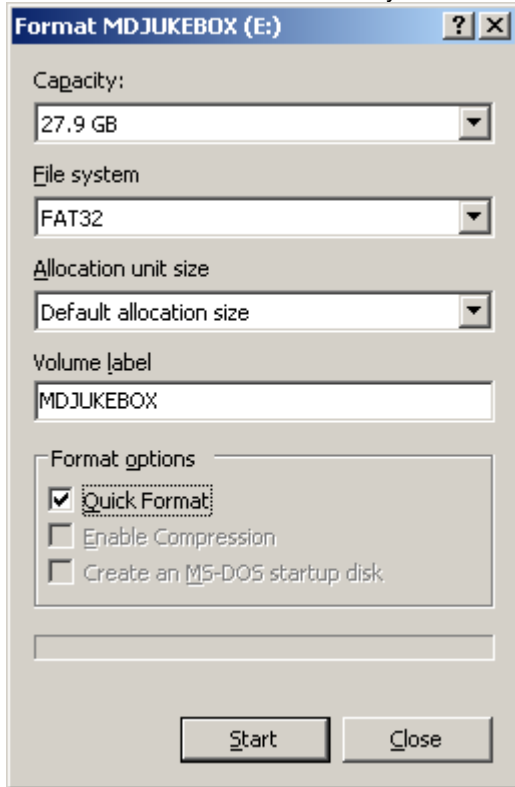 Format MDJUKEBOX (E:)
Capacity:
27.9 GB
File system
FAT32
Allocation unit size
Default allocation size
Volume label
MDJUKEBOX
Format options
Quick Format
Enable Compression
Create an MS-DOS startup disk
Start Close